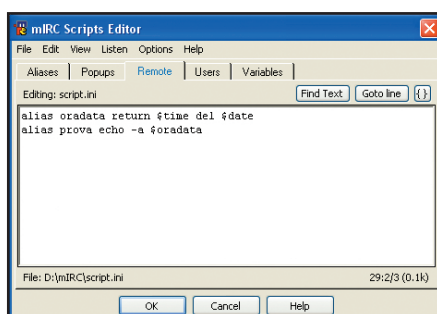 mIRC Scripts Editor
File Edit View Listen Options Help
Aliases Popups Remote Users Variables
Editing: script.ini Find Text Goto line { }
alias oradata return $time del $date
alias prova echo -a $oradata
File: D:\mIRC\script.ini 29:2/3 (0.1k)
OK Cancel Help